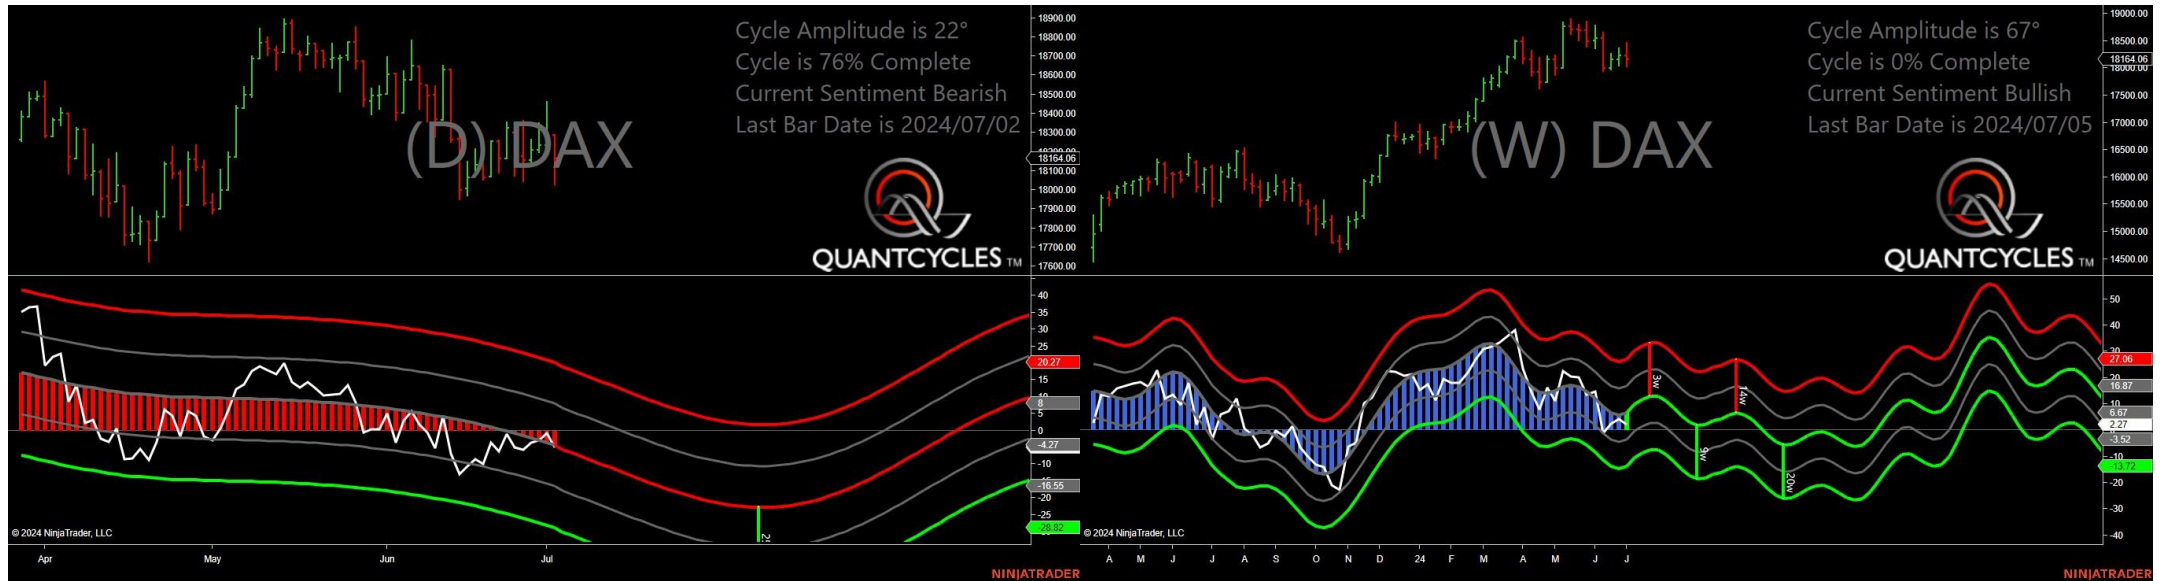 Cycle Amplitude is 22°
Cycle is 76% Complete
Current Sentiment Bearish
Last Bar Date is 2024/07/02
(D) DAX
QUANTCYCLES TM
18900.00
18800.00
18700.00
18600.00
18500.00
18400.00
18300.00
18164.06
18100.00
18000.00
17900.00
17800.00
17700.00
17600.00
40
35
30
25
20.27
15
8
5
0
-4.27
-10
-16.55
-20
-25
-28.82
© 2024 NinjaTrader, LLC
Apr May Jun Jul
NINJATRADER
Cycle Amplitude is 67°
Cycle is 0% Complete
Current Sentiment Bullish
Last Bar Date is 2024/07/05
(W) DAX
QUANTCYCLES TM
19000.00
18500.00
18164.06
18000.00
17500.00
17000.00
16500.00
16000.00
15500.00
15000.00
14500.00
50
40
30
27.06
20
16.87
10
6.67
2.27
-3.52
-10
-13.72
-20
-30
-40
3w
14w
9w
20w
© 2024 NinjaTrader, LLC
A M J J A S O N D 24 F M A M J J
NINJATRADER